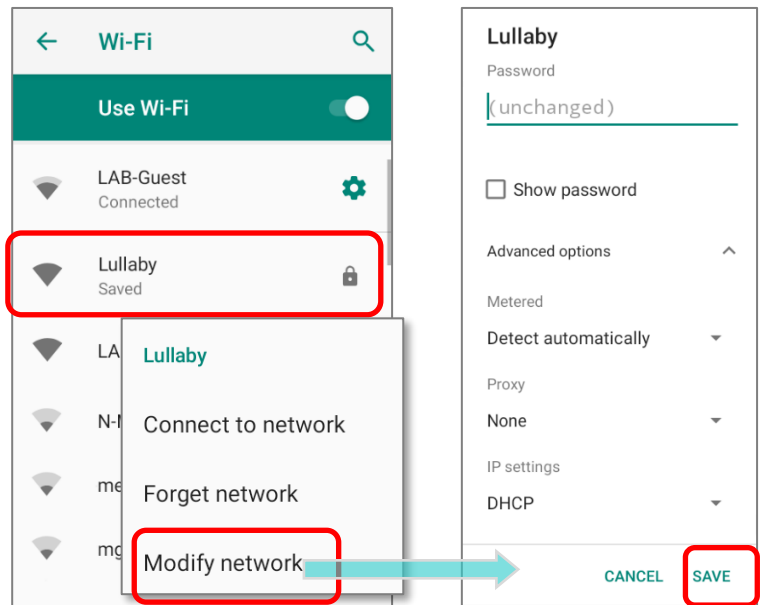 Wi-Fi
Use Wi-Fi
LAB-Guest
Connected
Lullaby
Saved
LA
N-
me
mg
Lullaby
Connect to network
Forget network
Modify network
Lullaby
Password
(unchanged)
Show password
Advanced options
Metered
Detect automatically
Proxy
None
IP settings
DHCP
CANCEL SAVE